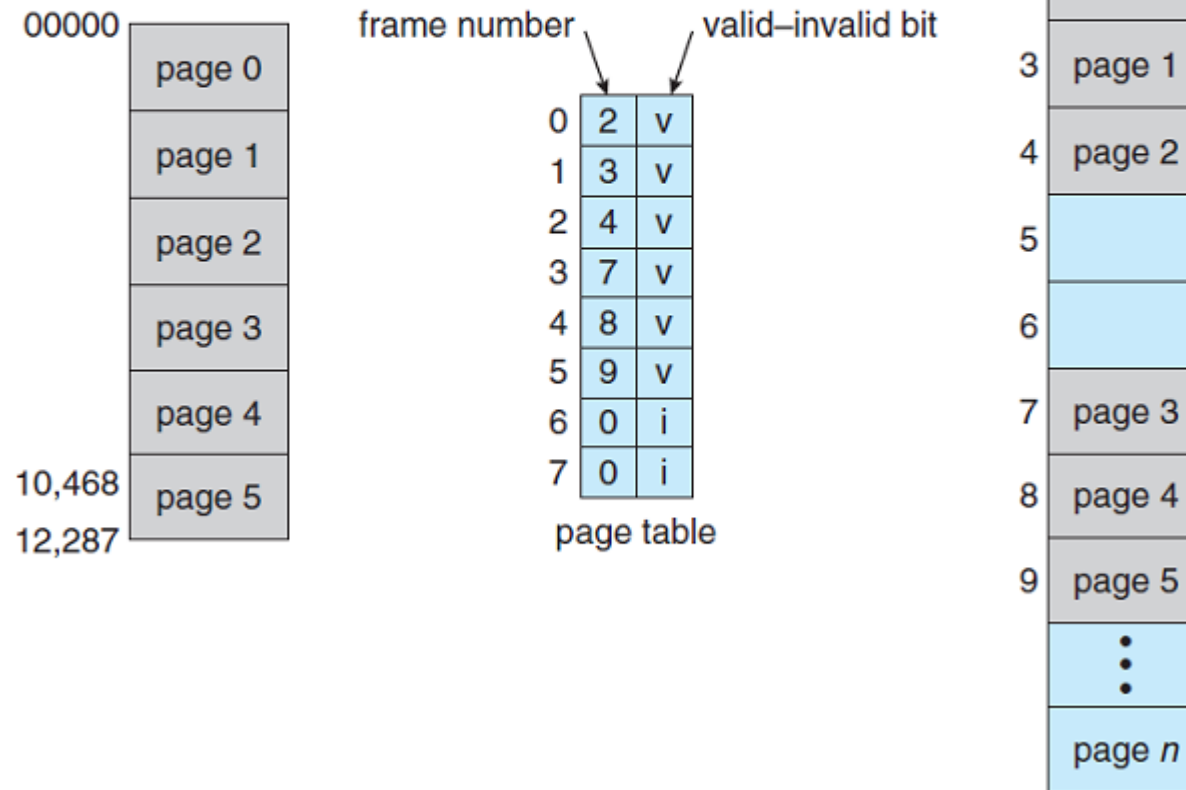 00000
page 0
page 1
page 2
page 3
page 4
10,468
page 5
12,287
frame number
valid–invalid bit
0 2 v
1 3 v
2 4 v
3 7 v
4 8 v
5 9 v
6 0 i
7 0 i
page table
3 page 1
4 page 2
5
6
7 page 3
8 page 4
9 page 5
page n